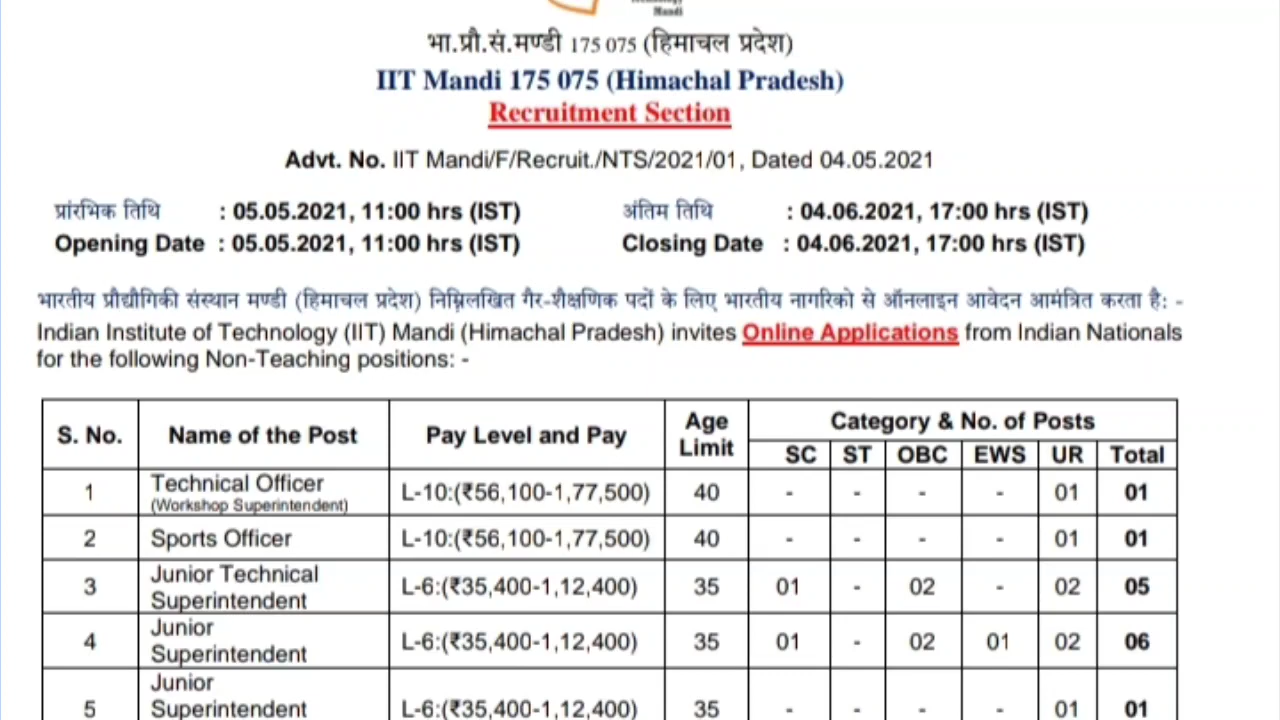 Mandi
भा.प्रौ.सं.मण्डी 175 075 (हिमाचल प्रदेश)
IIT Mandi 175 075 (Himachal Pradesh)
Recruitment Section
Advt. No. IIT Mandi/F/Recruit./NTS/2021/01, Dated 04.05.2021
प्रांरभिक तिथि : 05.05.2021, 11:00 hrs (IST) अंतिम तिथि : 04.06.2021, 17:00 hrs (IST)
Opening Date : 05.05.2021, 11:00 hrs (IST) Closing Date : 04.06.2021, 17:00 hrs (IST)
भारतीय प्रौद्यौगिकी संस्थान मण्डी (हिमाचल प्रदेश) निम्नलिखित गैर-शैक्षणिक पदों के लिए भारतीय नागरिको से ऑनलाइन आवेदन आमंत्रित करता है: -
Indian Institute of Technology (IIT) Mandi (Himachal Pradesh) invites Online Applications from Indian Nationals
for the following Non-Teaching positions: -
S. No. Name of the Post Pay Level and Pay Age Limit Category & No. of Posts
SC ST OBC EWS UR Total
1 Technical Officer (Workshop Superintendent) L-10:(₹56,100-1,77,500) 40 - - - - 01 01
2 Sports Officer L-10:(₹56,100-1,77,500) 40 - - - - 01 01
3 Junior Technical Superintendent L-6:(₹35,400-1,12,400) 35 01 - 02 - 02 05
4 Junior Superintendent L-6:(₹35,400-1,12,400) 35 01 - 02 01 02 06
5 Junior Superintendent L-6:(₹35,400-1,12,400) 35 - - - - 01 01